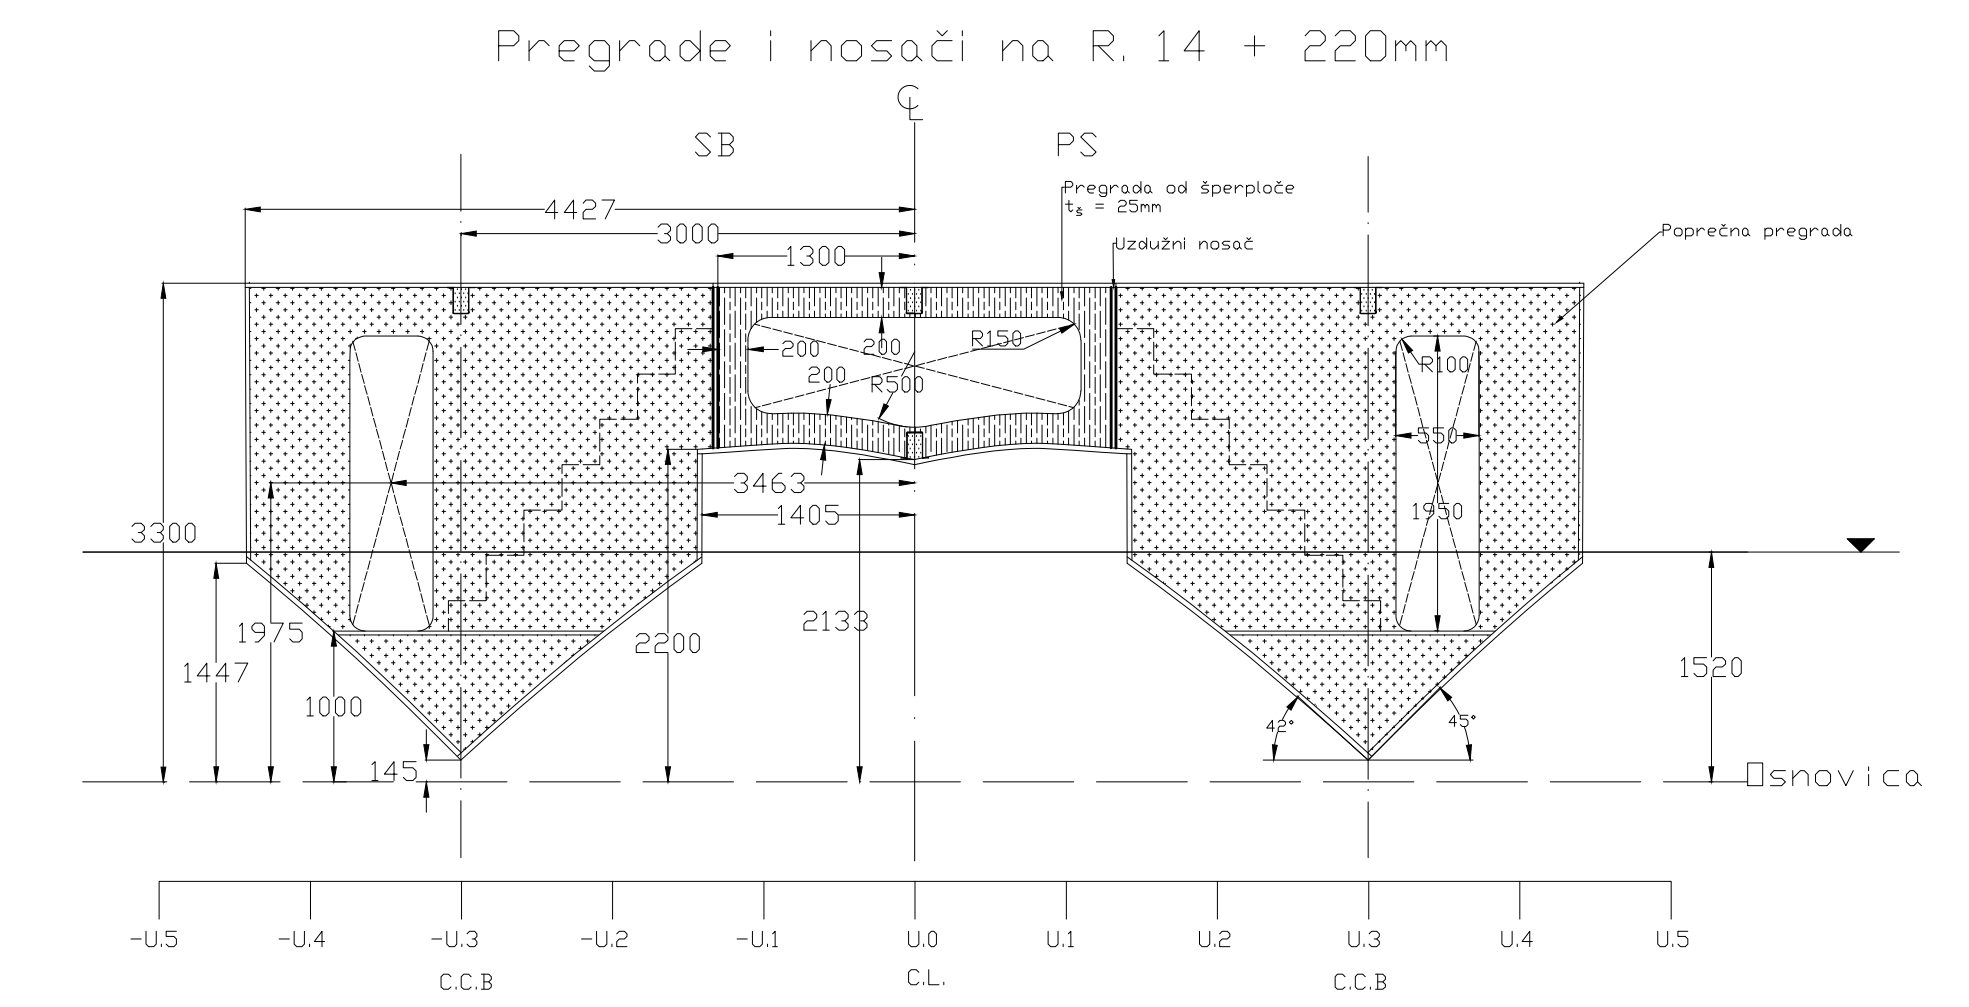 Pregrade i nosači na R. 14 + 220mm
℄
SB
PS
Pregrada od šperploče
tš = 25mm
4427
Poprečna pregrada
3000
Uzdužni nosač
1300
200
200
R150
200
R500
R100
550
3463
1950
1405
3300
2133
1975
2200
1447
1520
1000
42°
45°
145
Osnovica
-U.5
-U.4
-U.3
-U.2
-U.1
U.0
U.1
U.2
U.3
U.4
U.5
C.C.B
C.L.
C.C.B